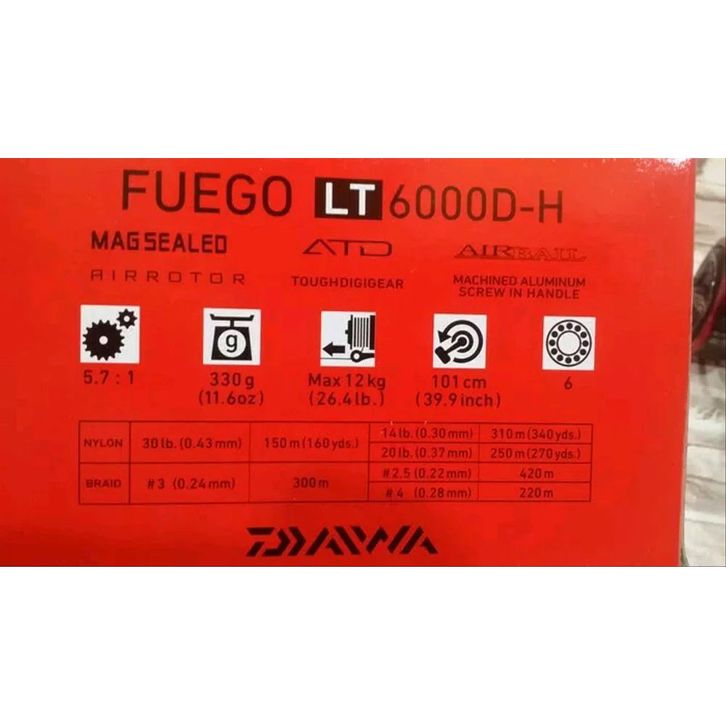 FUEGO LT 6000D-H
MAGSEALED ATD AIRBAIL
AIRROTOR TOUGHDIGIGEAR MACHINED ALUMINUM
SCREW IN HANDLE
g
5.7 : 1 330g Max 12kg 101cm 6
(11.6oz) (26.4lb.) (39.9inch)
NYLON 30lb. (0.43mm) 150m(160yds.) 14lb. (0.30mm) 310m(340yds.)
20lb. (0.37mm) 250m(270yds.)
BRAID #3 (0.24mm) 300m #2.5 (0.22mm) 420m
#4 (0.28mm) 220m
DAIWA